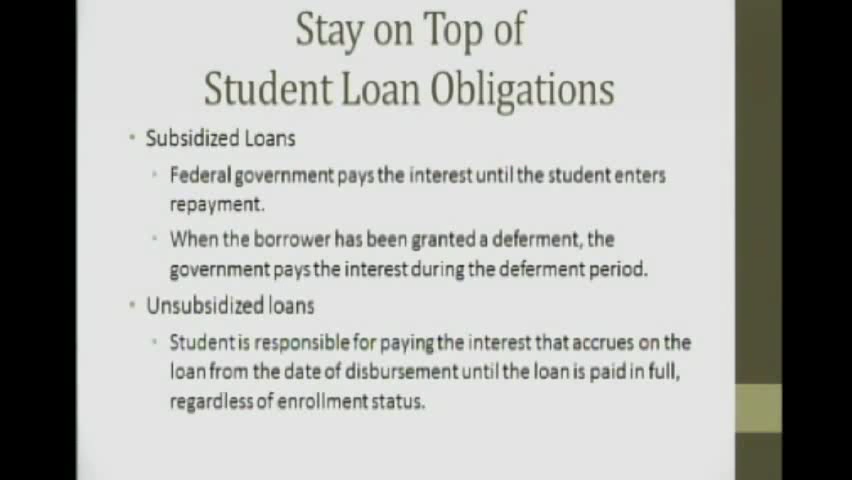 Stay on Top of
Student Loan Obligations
• Subsidized Loans
• Federal government pays the interest until the student enters
repayment.
• When the borrower has been granted a deferment, the
government pays the interest during the deferment period.
• Unsubsidized loans
• Student is responsible for paying the interest that accrues on the
loan from the date of disbursement until the loan is paid in full,
regardless of enrollment status.